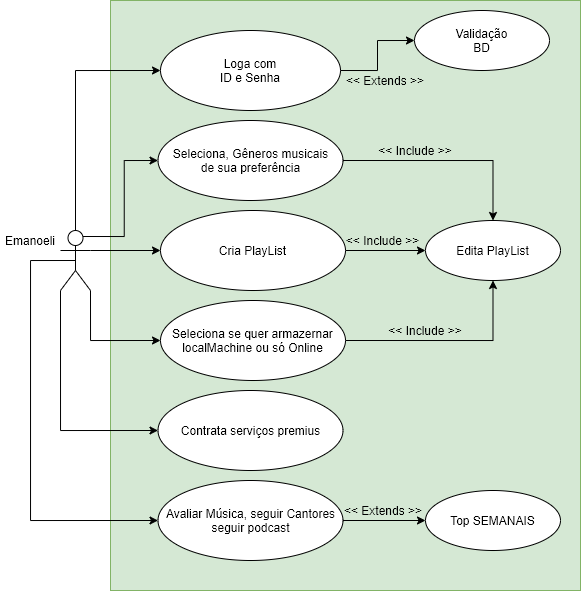 Loga com
ID e Senha
<< Extends >>
Validação
BD
Seleciona, Gêneros musicais
de sua preferência
<< Include >>
Emanoeli
Cria PlayList
<< Include >>
Edita PlayList
Seleciona se quer armazernar
localMachine ou só Online
<< Include >>
Contrata serviços premius
Avaliar Música, seguir Cantores
seguir podcast
<< Extends >>
Top SEMANAIS